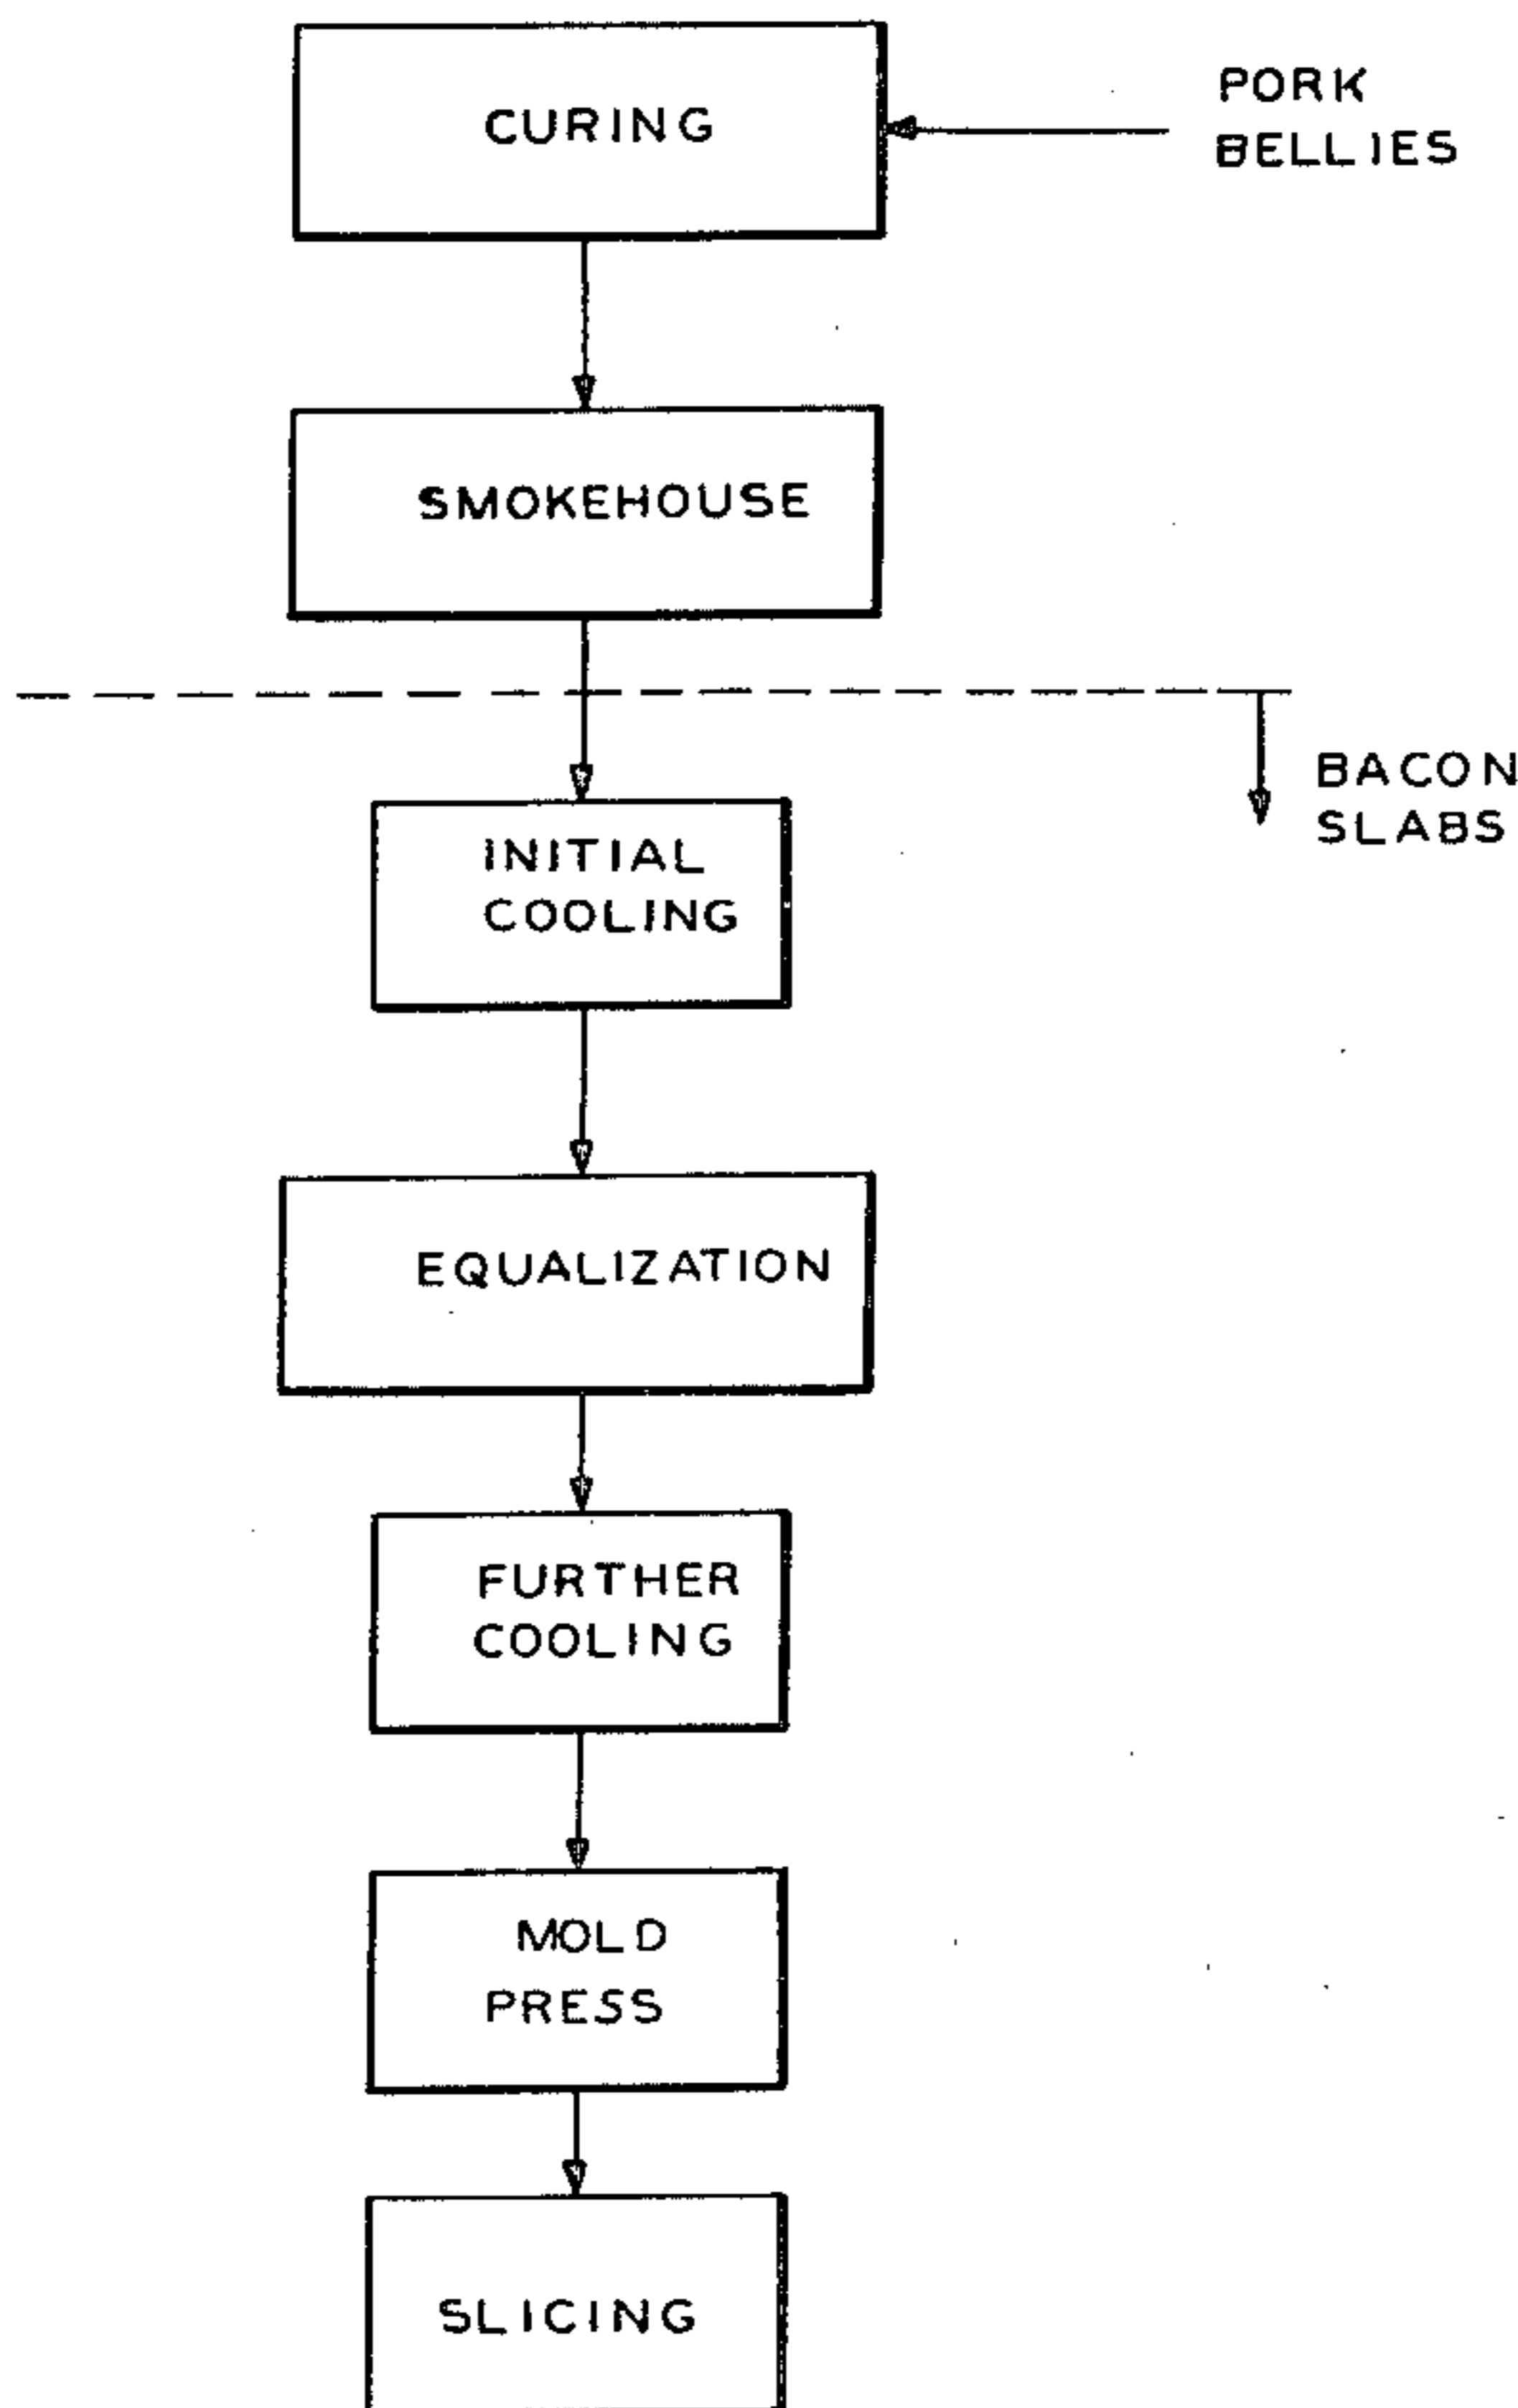 CURING
PORK
BELLIES
SMOKEHOUSE
BACON
SLABS
INITIAL
COOLING
EQUALIZATION
FURTHER
COOLING
MOLD
PRESS
SLICING